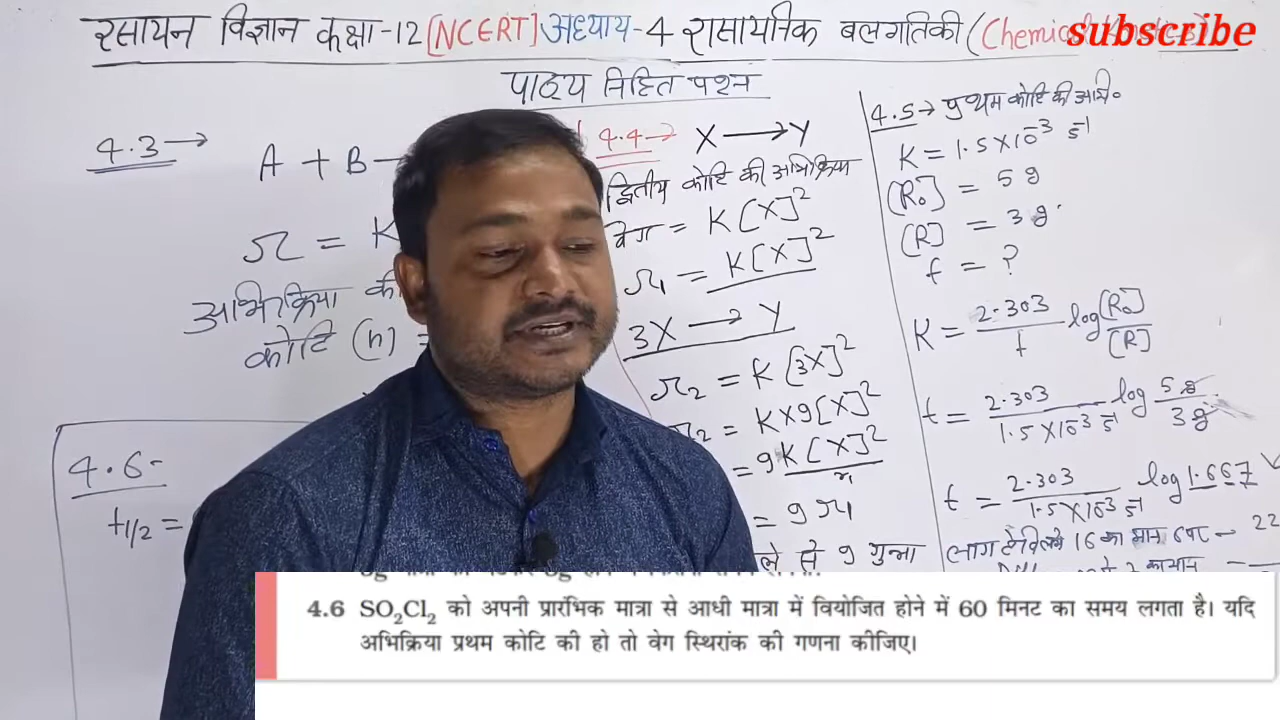 रसायन विज्ञान कक्षा-12 [NCERT] अध्याय-4 रासायनिक बलगतिकी (Chemical
subscribe
पाठ्य निहित प्रश्न
4.3 →
A + B —
r = K
अभिक्रिया की
कोटि (n) =
4.6-
t1/2 =
4.4 → X ⟶ Y
द्वितीय कोटि की अभिक्रिया
वेग = K[X]²
r₁ = K[X]²
3X ⟶ Y
r₂ = K[3X]²
r₂ = K×9[X]²
= 9K[X]²
= 9r₁
से 9 गुना
4.5 → प्रथम कोटि की अभि०
K = 1.5×10⁻³ s⁻¹
[R₀] = 5 g
[R] = 3 g
t = ?
K = 2.303/t log [R₀]/[R]
t = 2.303/1.5×10⁻³ s⁻¹ log 5g/3g
t = 2.303/1.5×10⁻³ s⁻¹ log 1.667
16 का मान
4.6 SO₂Cl₂ को अपनी प्रारंभिक मात्रा से आधी मात्रा में वियोजित होने में 60 मिनट का समय लगता है। यदि
अभिक्रिया प्रथम कोटि की हो तो वेग स्थिरांक की गणना कीजिए।